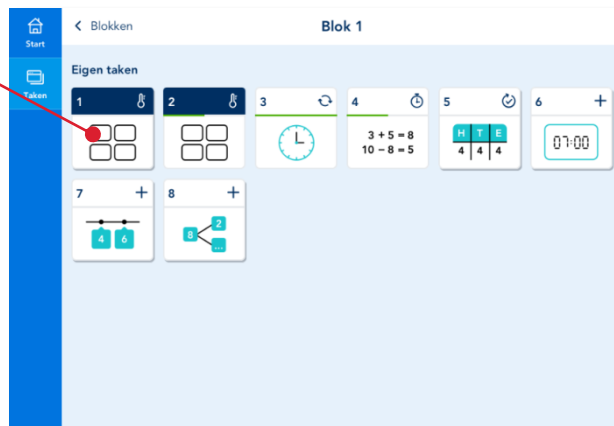 Start
Taken
Blokken
Blok 1
Eigen taken
1
2
3
4
3 + 5 = 8
10 – 8 = 5
5
H T E
4 4 4
6
07:00
7
4 6
8
8
2
...